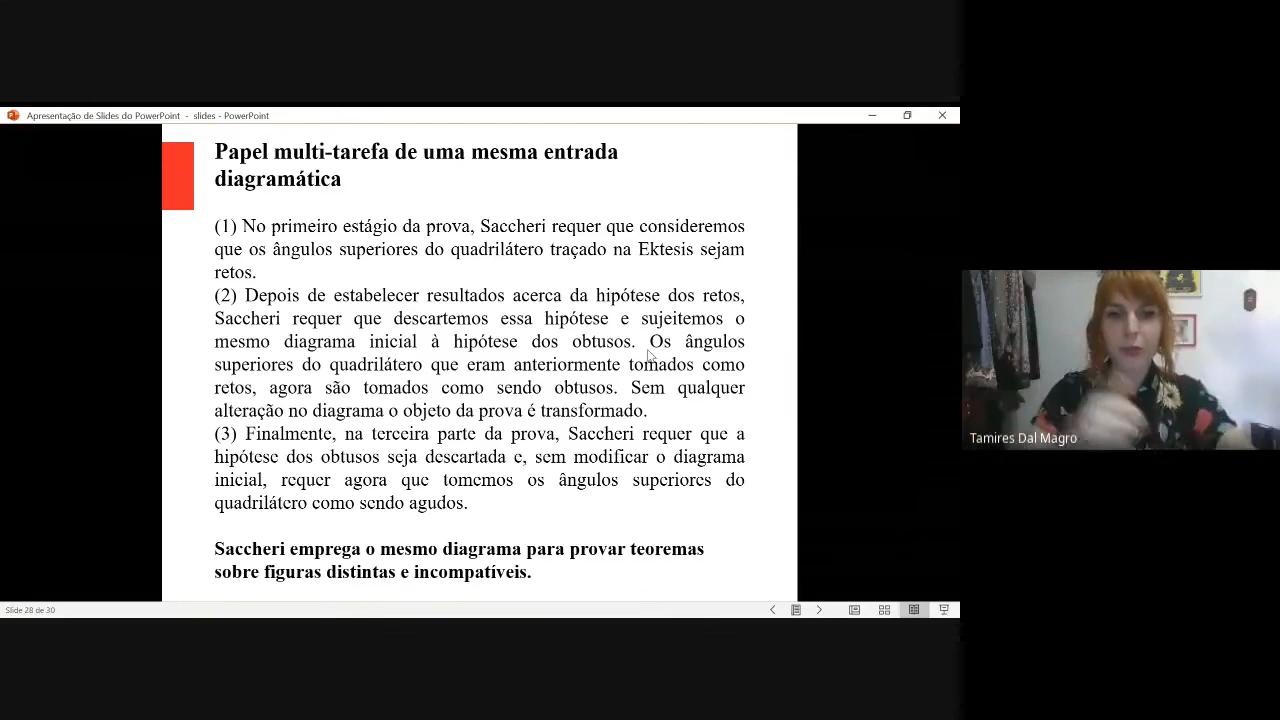 Apresentação de Slides do PowerPoint - slides - PowerPoint
Papel multi-tarefa de uma mesma entrada
diagramática
(1) No primeiro estágio da prova, Saccheri requer que consideremos
que os ângulos superiores do quadrilátero traçado na Ektesis sejam
retos.
(2) Depois de estabelecer resultados acerca da hipótese dos retos,
Saccheri requer que descartemos essa hipótese e sujeitemos o
mesmo diagrama inicial à hipótese dos obtusos. Os ângulos
superiores do quadrilátero que eram anteriormente tomados como
retos, agora são tomados como sendo obtusos. Sem qualquer
alteração no diagrama o objeto da prova é transformado.
(3) Finalmente, na terceira parte da prova, Saccheri requer que a
hipótese dos obtusos seja descartada e, sem modificar o diagrama
inicial, requer agora que tomemos os ângulos superiores do
quadrilátero como sendo agudos.
Saccheri emprega o mesmo diagrama para provar teoremas
sobre figuras distintas e incompatíveis.
Slide 28 de 30
Tamires Dal Magro